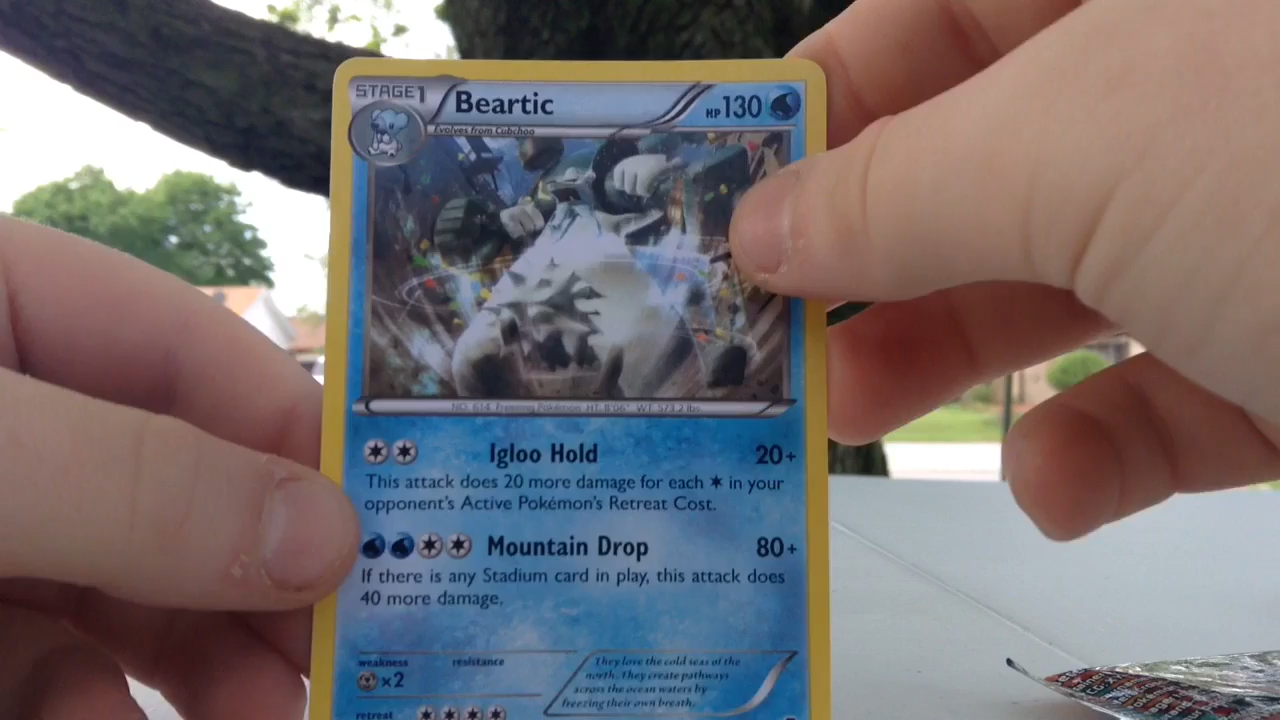 STAGE1
Beartic
HP130
Evolves from Cubchoo
NO. 614 Freezing Pokémon HT: 8'06" WT: 573.2 lbs.
Igloo Hold 20+
This attack does 20 more damage for each in your
opponent's Active Pokémon's Retreat Cost.
Mountain Drop 80+
If there is any Stadium card in play, this attack does
40 more damage.
weakness resistance
x2
They love the cold seas of the
north. They create pathways
across the ocean waters by
freezing their own breath.
retreat